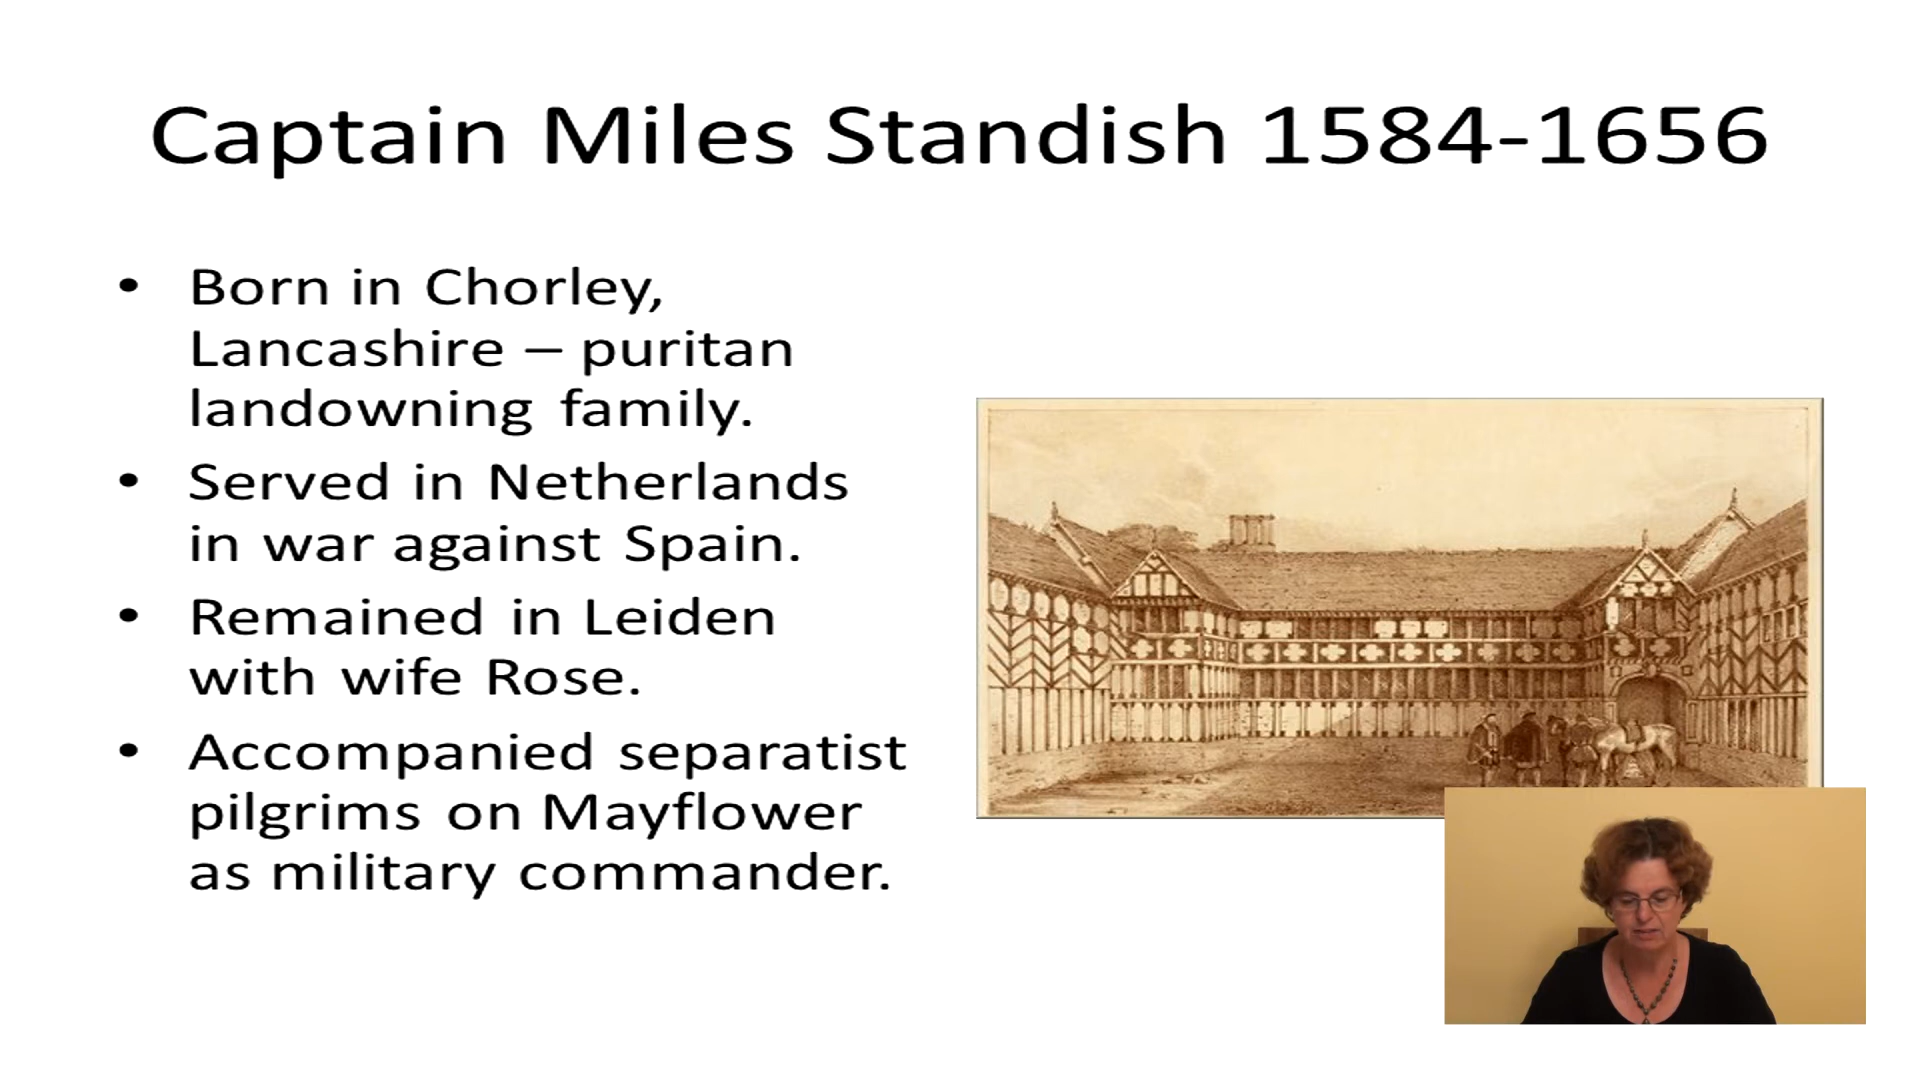 Captain Miles Standish 1584-1656
• Born in Chorley,
Lancashire – puritan
landowning family.
• Served in Netherlands
in war against Spain.
• Remained in Leiden
with wife Rose.
• Accompanied separatist
pilgrims on Mayflower
as military commander.